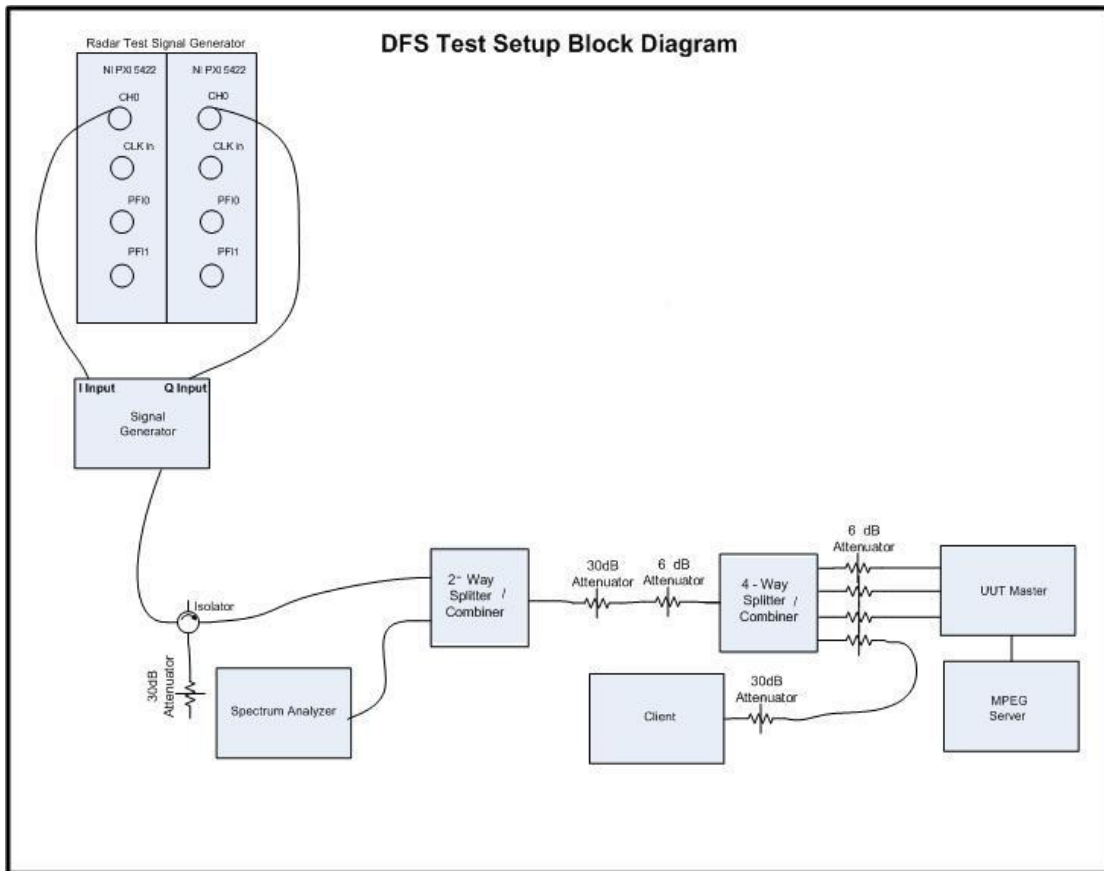 DFS Test Setup Block Diagram
Radar Test Signal Generator
NI PXI 5422
NI PXI 5422
CH0
CH0
CLK In
CLK In
PFI0
PFI0
PFI1
PFI1
I Input
Q Input
Signal
Generator
Isolator
30dB
Attenuator
Spectrum Analyzer
2- Way
Splitter /
Combiner
30dB
Attenuator
6 dB
Attenuator
4 - Way
Splitter /
Combiner
6 dB
Attenuator
UUT Master
MPEG
Server
30dB
Attenuator
Client